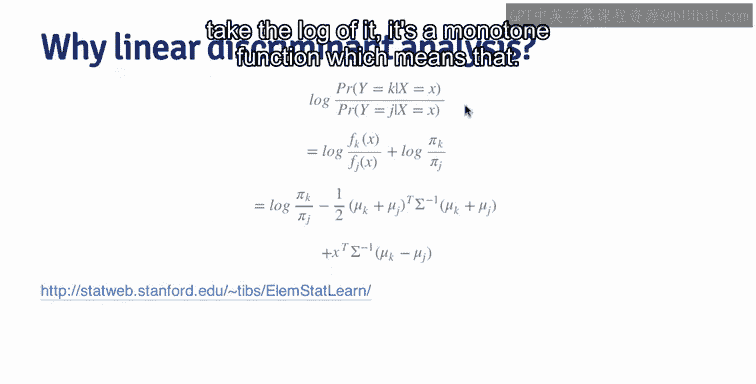 take the log of it, it's a monotone
function which means that.
Why linear discriminant analysis?
log Pr(Y = k|X = x) / Pr(Y = j|X = x)
= log f_k(x) / f_j(x) + log π_k / π_j
= log π_k / π_j − 1/2 (μ_k + μ_j)^T Σ^−1 (μ_k + μ_j)
+x^T Σ^−1 (μ_k − μ_j)
http://statweb.stanford.edu/~tibs/ElemStatLearn/